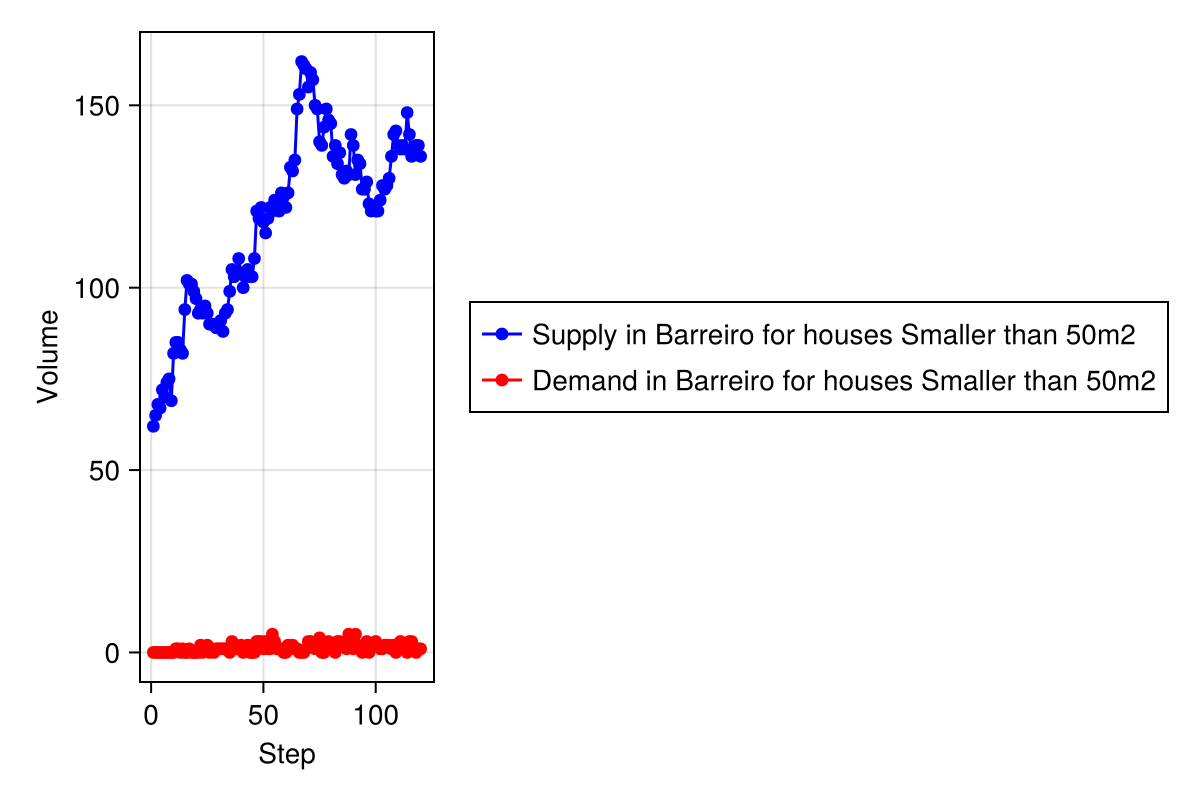 150
100
50
0
Volume
0 50 100
Step
Supply in Barreiro for houses Smaller than 50m2
Demand in Barreiro for houses Smaller than 50m2